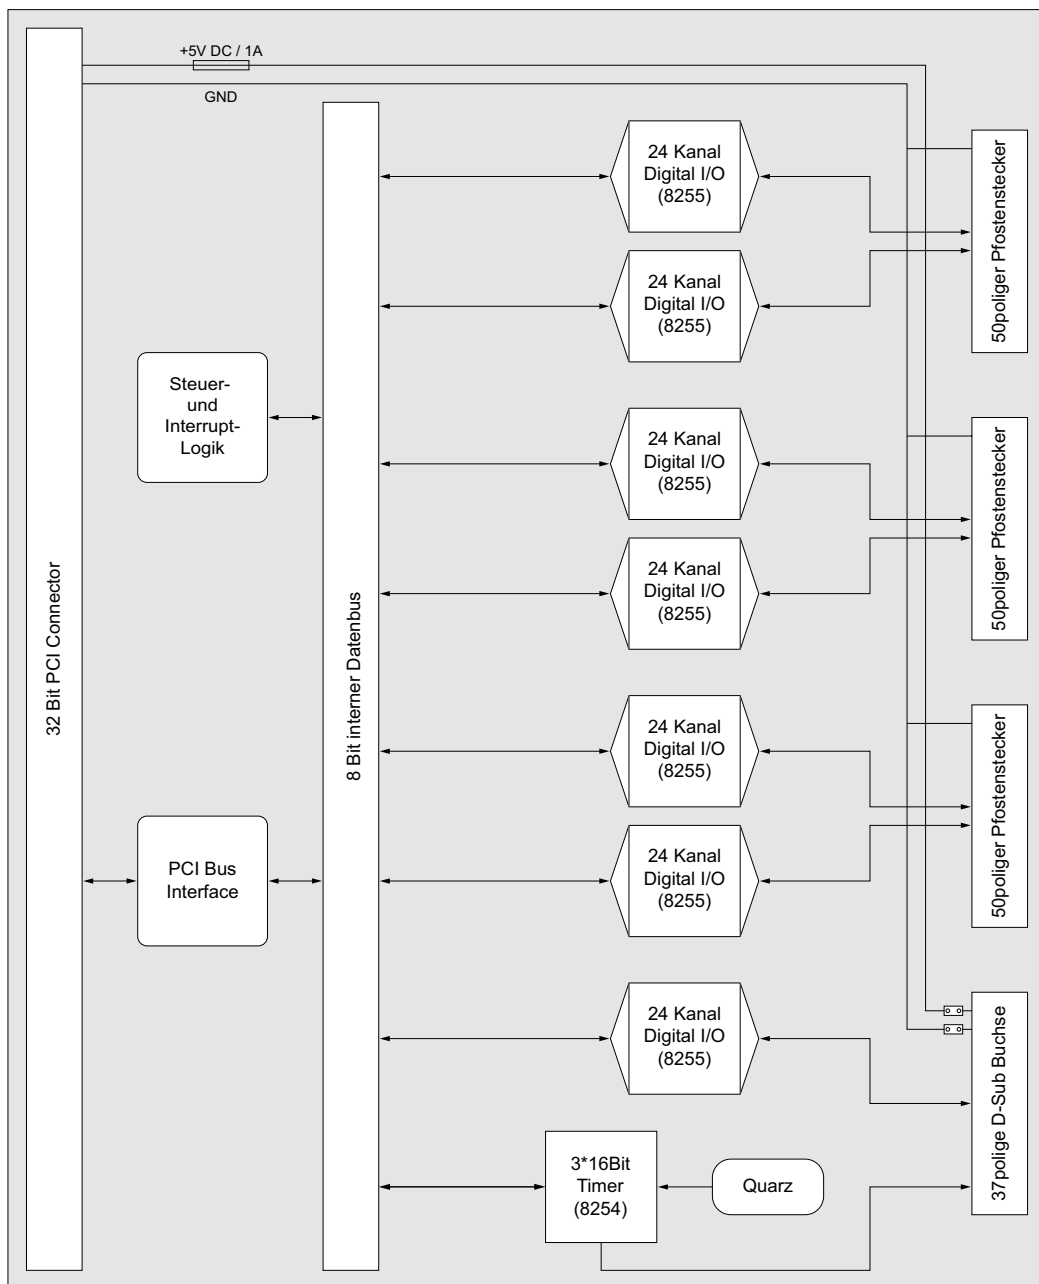 +5V DC / 1A
GND
32 Bit PCI Connector
8 Bit interner Datenbus
Steuer-
und
Interrupt-
Logik
PCI Bus
Interface
24 Kanal
Digital I/O
(8255)
24 Kanal
Digital I/O
(8255)
50poliger Pfostenstecker
24 Kanal
Digital I/O
(8255)
24 Kanal
Digital I/O
(8255)
50poliger Pfostenstecker
24 Kanal
Digital I/O
(8255)
24 Kanal
Digital I/O
(8255)
50poliger Pfostenstecker
24 Kanal
Digital I/O
(8255)
3*16Bit
Timer
(8254)
Quarz
37polige D-Sub Buchse